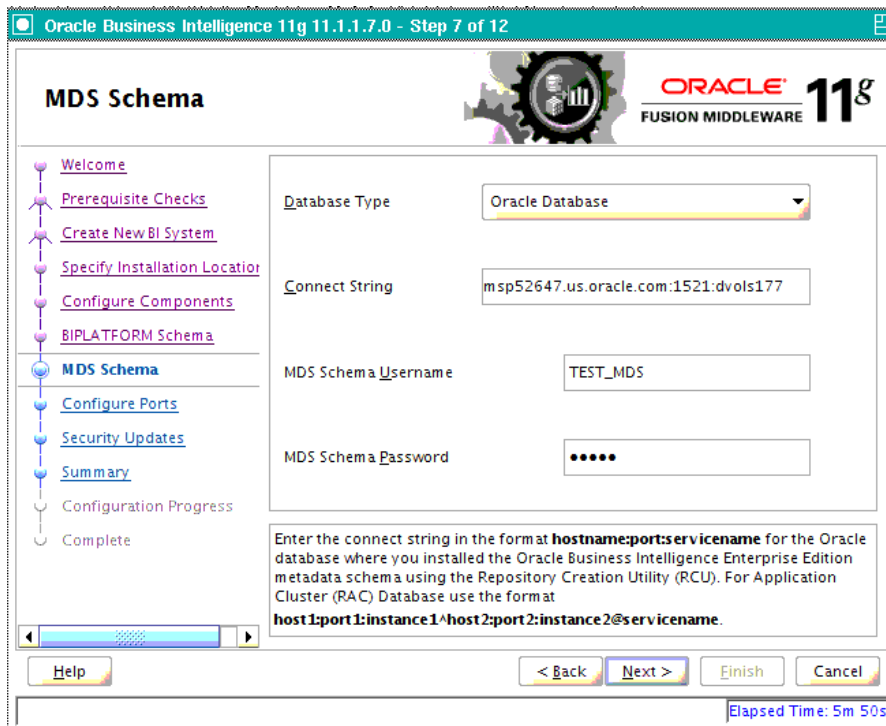 Oracle Business Intelligence 11g 11.1.1.7.0 - Step 7 of 12
MDS Schema
ORACLE
FUSION MIDDLEWARE
11g
Welcome
Prerequisite Checks
Create New BI System
Specify Installation Location
Configure Components
BIPLATFORM Schema
MDS Schema
Configure Ports
Security Updates
Summary
Configuration Progress
Complete
Database Type
Oracle Database
Connect String
msp52647.us.oracle.com:1521:dvols177
MDS Schema Username
TEST_MDS
MDS Schema Password
•••••
Enter the connect string in the format hostname:port:servicename for the Oracle
database where you installed the Oracle Business Intelligence Enterprise Edition
metadata schema using the Repository Creation Utility (RCU). For Application
Cluster (RAC) Database use the format
host1:port1:instance1^host2:port2:instance2@servicename.
Help
< Back
Next >
Finish
Cancel
Elapsed Time: 5m 50s